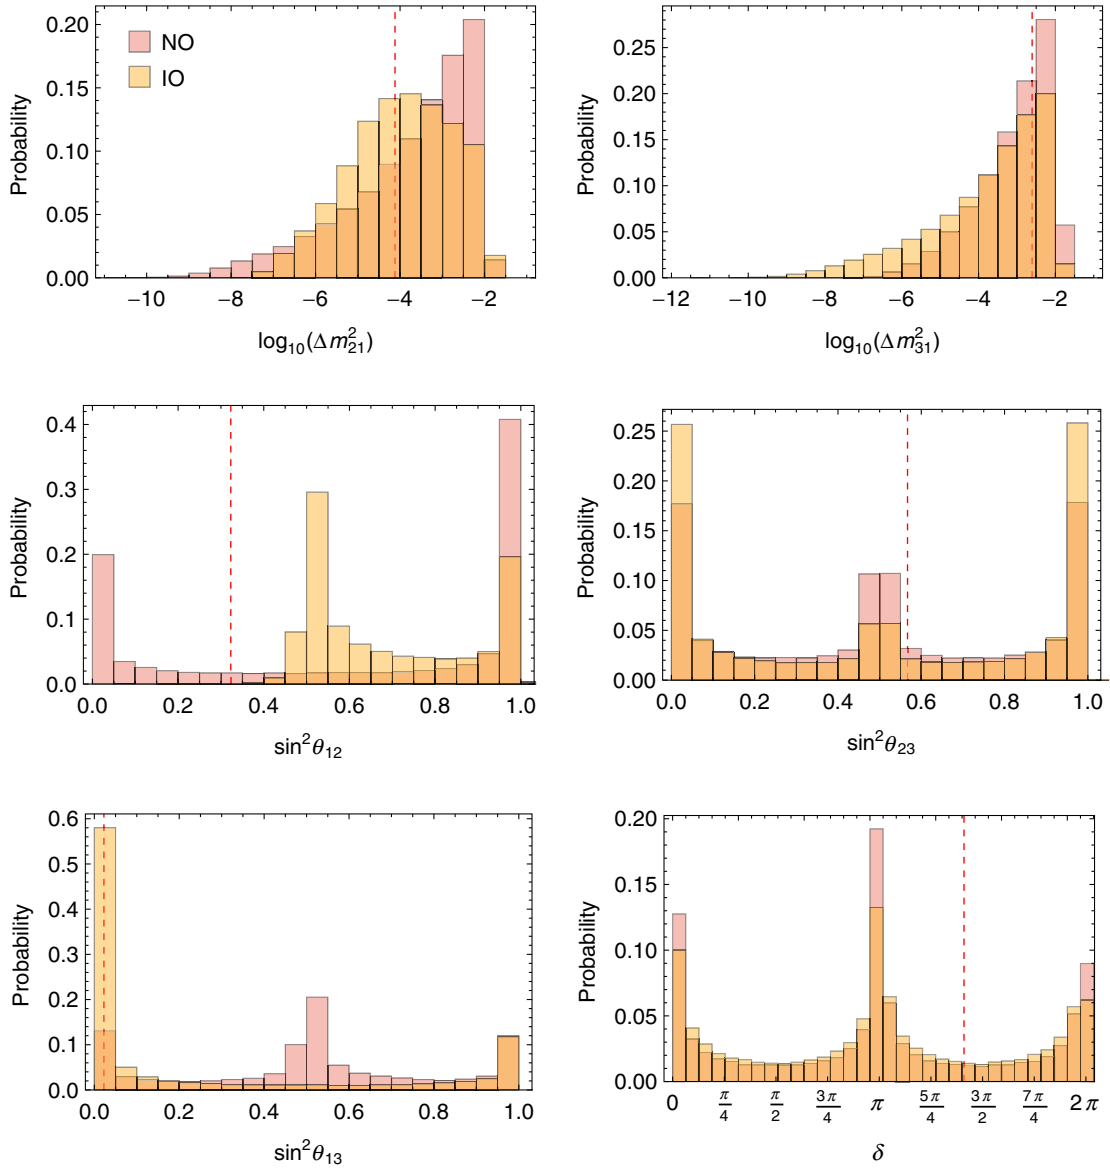 NO
IO
Probability
0.20
0.15
0.10
0.05
0.00
−10 −8 −6 −4 −2
log₁₀(Δm²₂₁)
Probability
0.25
0.20
0.15
0.10
0.05
0.00
−12 −10 −8 −6 −4 −2
log₁₀(Δm²₃₁)
Probability
0.4
0.3
0.2
0.1
0.0
0.0 0.2 0.4 0.6 0.8 1.0
sin²θ₁₂
Probability
0.25
0.20
0.15
0.10
0.05
0.00
0.0 0.2 0.4 0.6 0.8 1.0
sin²θ₂₃
Probability
0.6
0.5
0.4
0.3
0.2
0.1
0.0
0.0 0.2 0.4 0.6 0.8 1.0
sin²θ₁₃
Probability
0.20
0.15
0.10
0.05
0.00
0 π/4 π/2 3π/4 π 5π/4 3π/2 7π/4 2π
δ